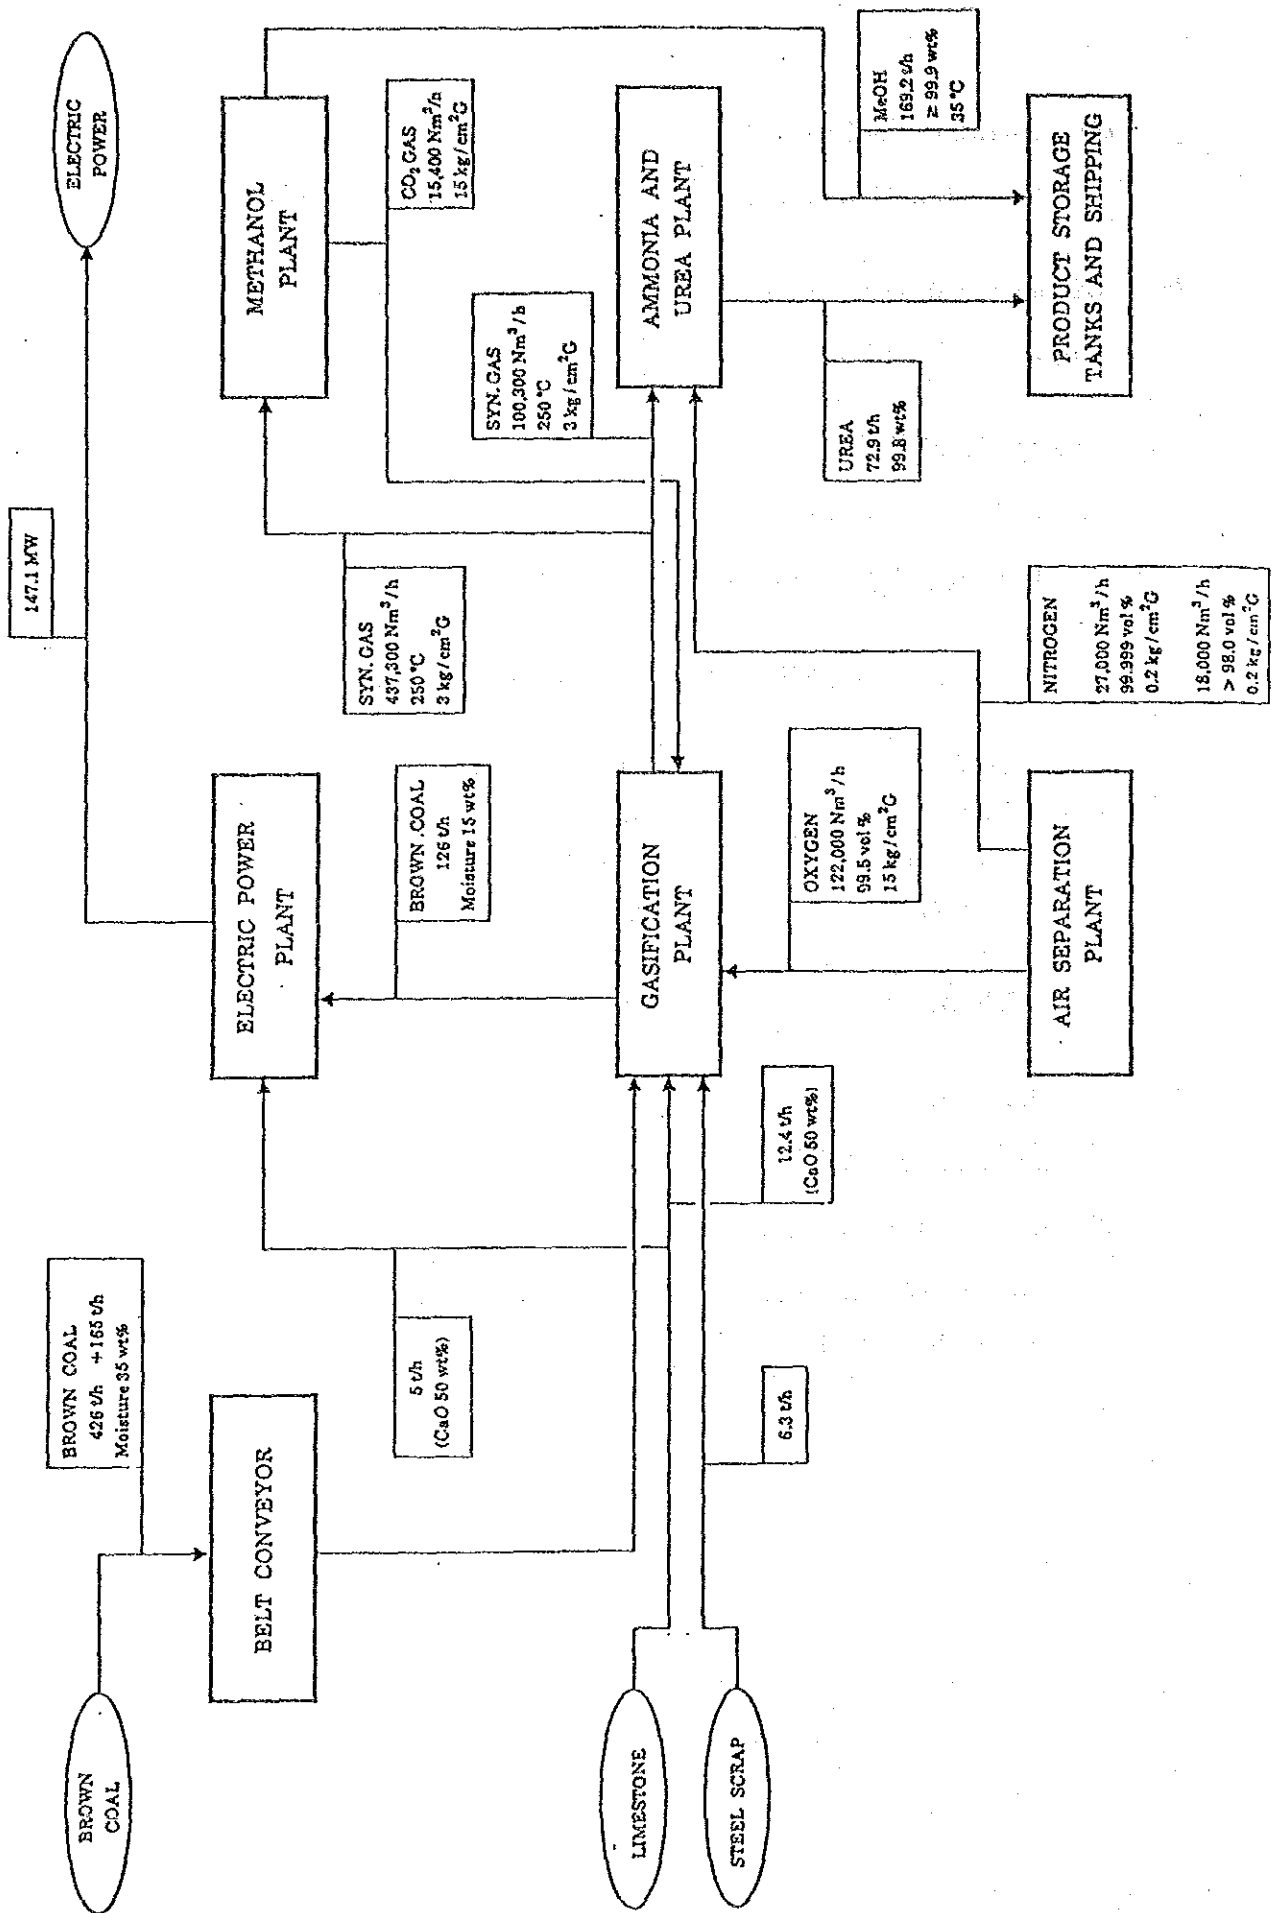 BROWN
COAL
BROWN COAL
426 t/h +165 t/h
Moisture 35 wt%
BELT CONVEYOR
147.1 MW
ELECTRIC
POWER
ELECTRIC POWER
PLANT
5 t/h
(CaO 50 wt%)
BROWN COAL
126 t/h
Moisture 15 wt%
SYN. GAS
437,300 Nm³/h
250 °C
3 kg/cm²G
METHANOL
PLANT
CO₂ GAS
15,400 Nm³/h
15 kg/cm²G
SYN. GAS
100,300 Nm³/h
250 °C
3 kg/cm²G
LIMESTONE
STEEL SCRAP
6.3 t/h
12.4 t/h
(CaO 50 wt%)
GASIFICATION
PLANT
AMMONIA AND
UREA PLANT
OXYGEN
122,000 Nm³/h
99.5 vol %
15 kg/cm²G
UREA
72.9 t/h
99.8 wt%
MeOH
169.2 t/h
≥ 99.9 wt%
35 °C
AIR SEPARATION
PLANT
NITROGEN
27,000 Nm³/h
99.999 vol %
0.2 kg/cm²G
18,000 Nm³/h
> 98.0 vol %
0.2 kg/cm²G
PRODUCT STORAGE
TANKS AND SHIPPING